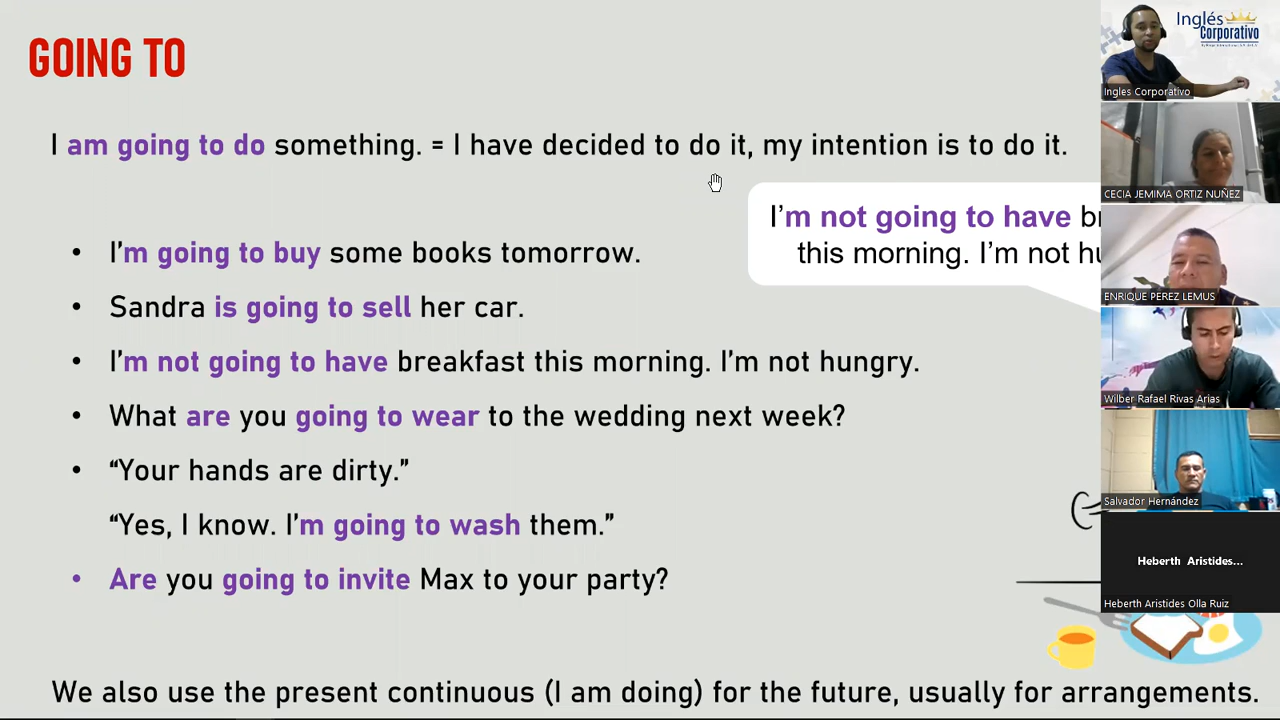 GOING TO
I am going to do something. = I have decided to do it, my intention is to do it.
I'm not going to have
this morning. I'm not
• I'm going to buy some books tomorrow.
• Sandra is going to sell her car.
• I'm not going to have breakfast this morning. I'm not hungry.
• What are you going to wear to the wedding next week?
• “Your hands are dirty.”
“Yes, I know. I'm going to wash them.”
• Are you going to invite Max to your party?
We also use the present continuous (I am doing) for the future, usually for arrangements.
Inglés
Corporativo
Ingles Corporativo
CECIA JEMIMA ORTIZ NUÑEZ
ENRIQUE PEREZ LEMUS
Wilber Rafael Rivas Arias
Salvador Hernández
Heberth Aristides...
Heberth Aristides Olla Ruiz